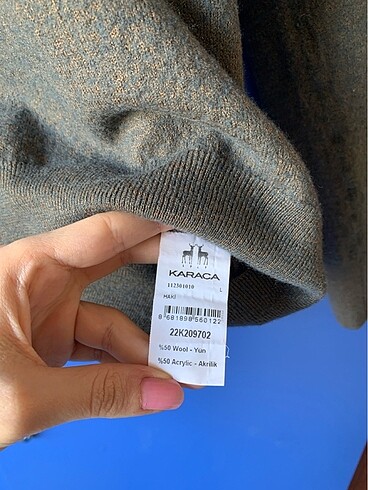 KARACA
112301010 L
HAKİ
8 681898 560122
22K209702
%50 Wool - Yün
%50 Acrylic - Akrilik